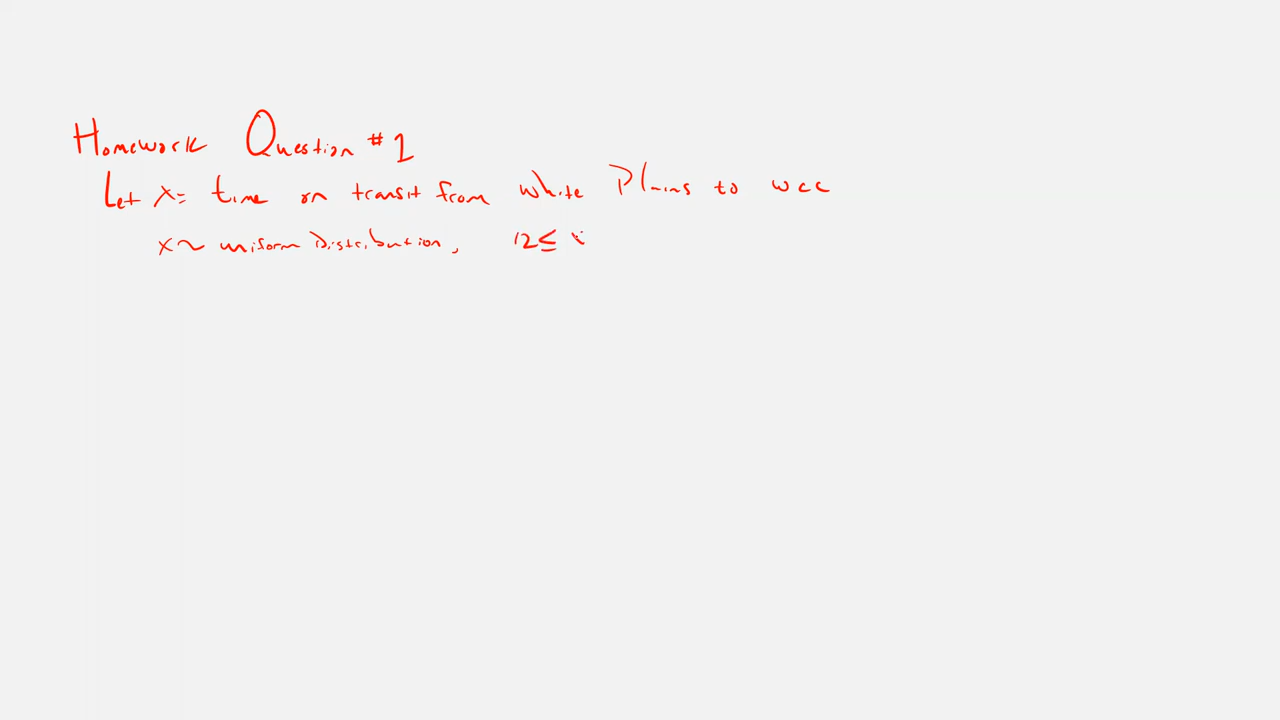 Homework Question #1
Let x = time on transit from white Plains to wcc
x ~ uniform Distribution, 12 ≤ x